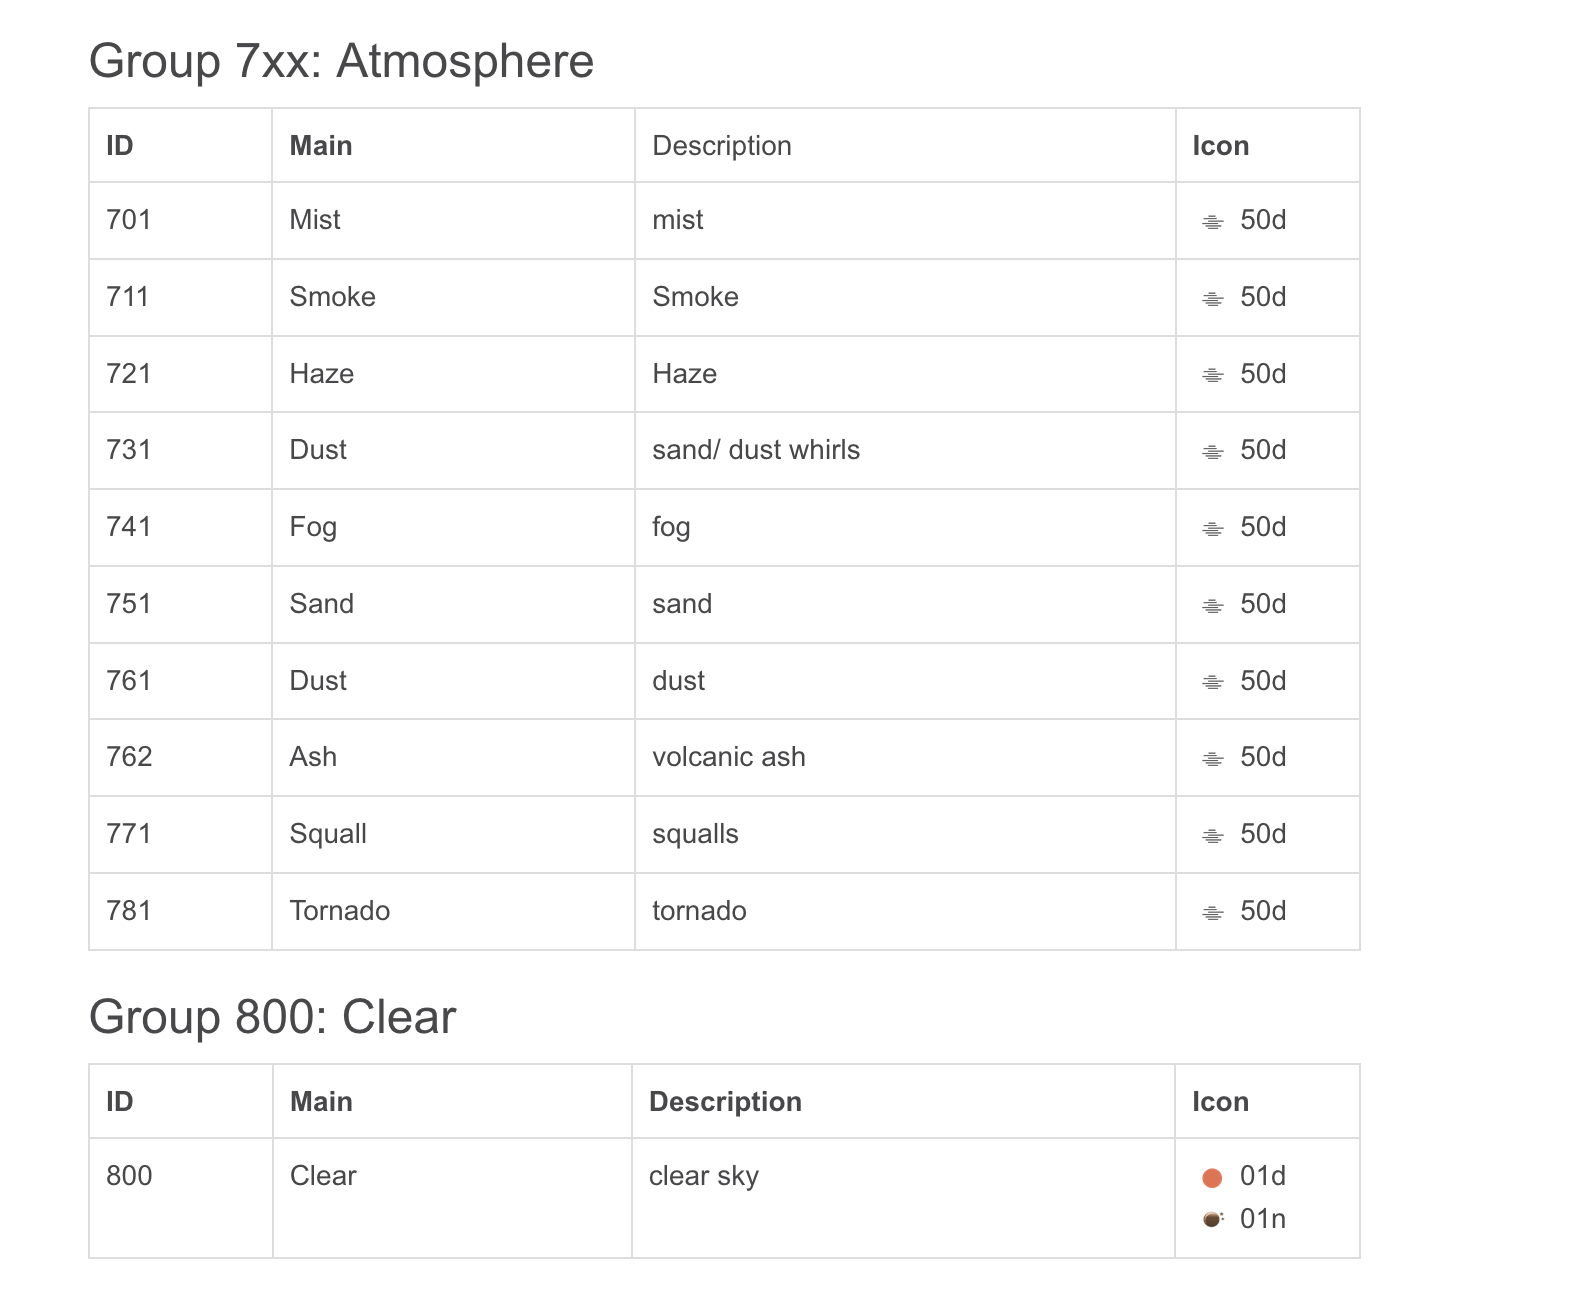 Group 7xx: Atmosphere
ID Main Description Icon
701 Mist mist 50d
711 Smoke Smoke 50d
721 Haze Haze 50d
731 Dust sand/ dust whirls 50d
741 Fog fog 50d
751 Sand sand 50d
761 Dust dust 50d
762 Ash volcanic ash 50d
771 Squall squalls 50d
781 Tornado tornado 50d
Group 800: Clear
ID Main Description Icon
800 Clear clear sky 01d
01n